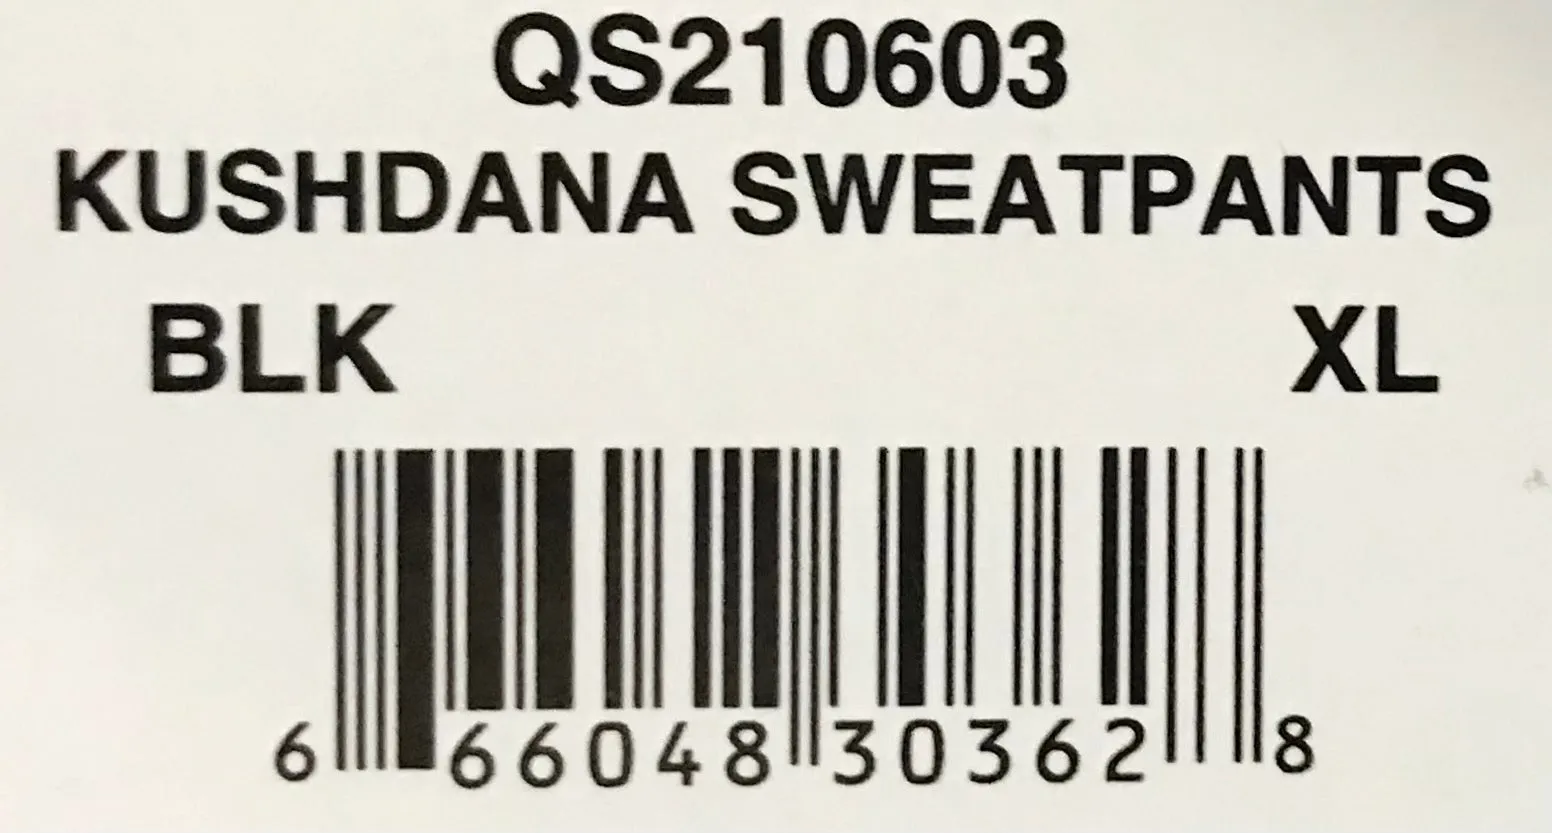 QS210603
KUSHDANA SWEATPANTS
BLK XL
6 66048 30362 8